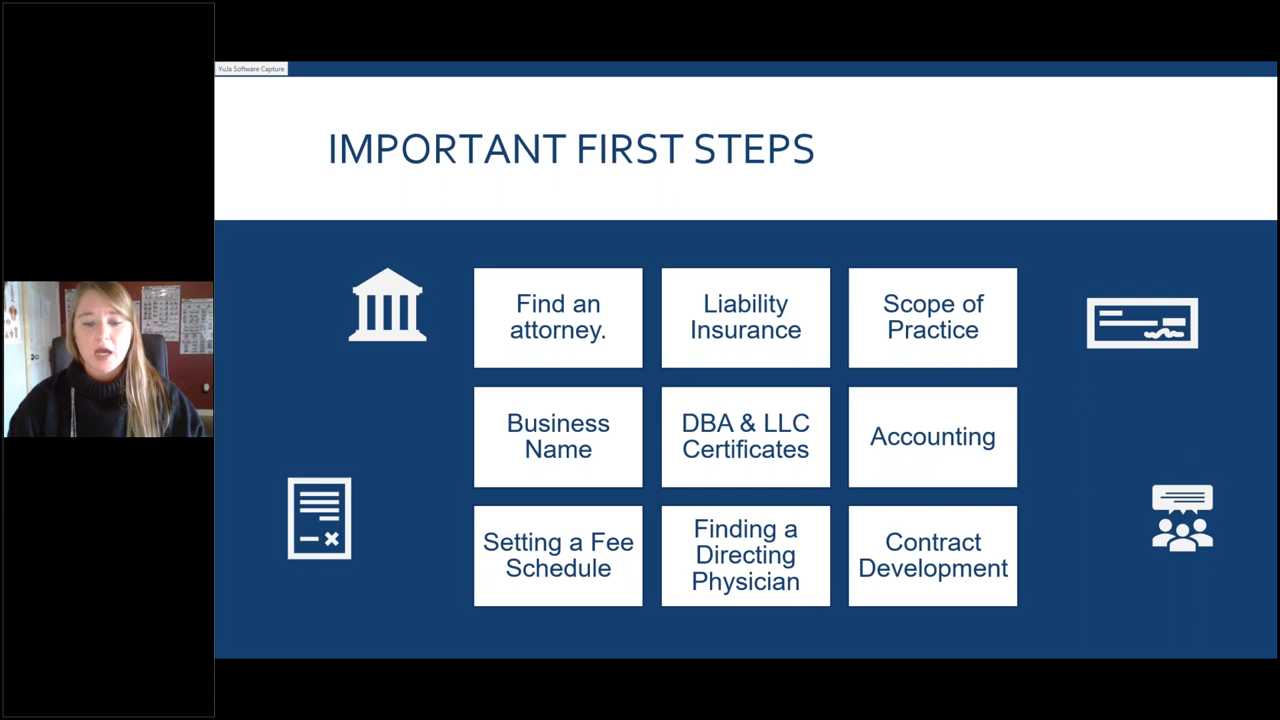 YuJa Software Capture
IMPORTANT FIRST STEPS
Find an
attorney.
Liability
Insurance
Scope of
Practice
Business
Name
DBA & LLC
Certificates
Accounting
Setting a Fee
Schedule
Finding a
Directing
Physician
Contract
Development